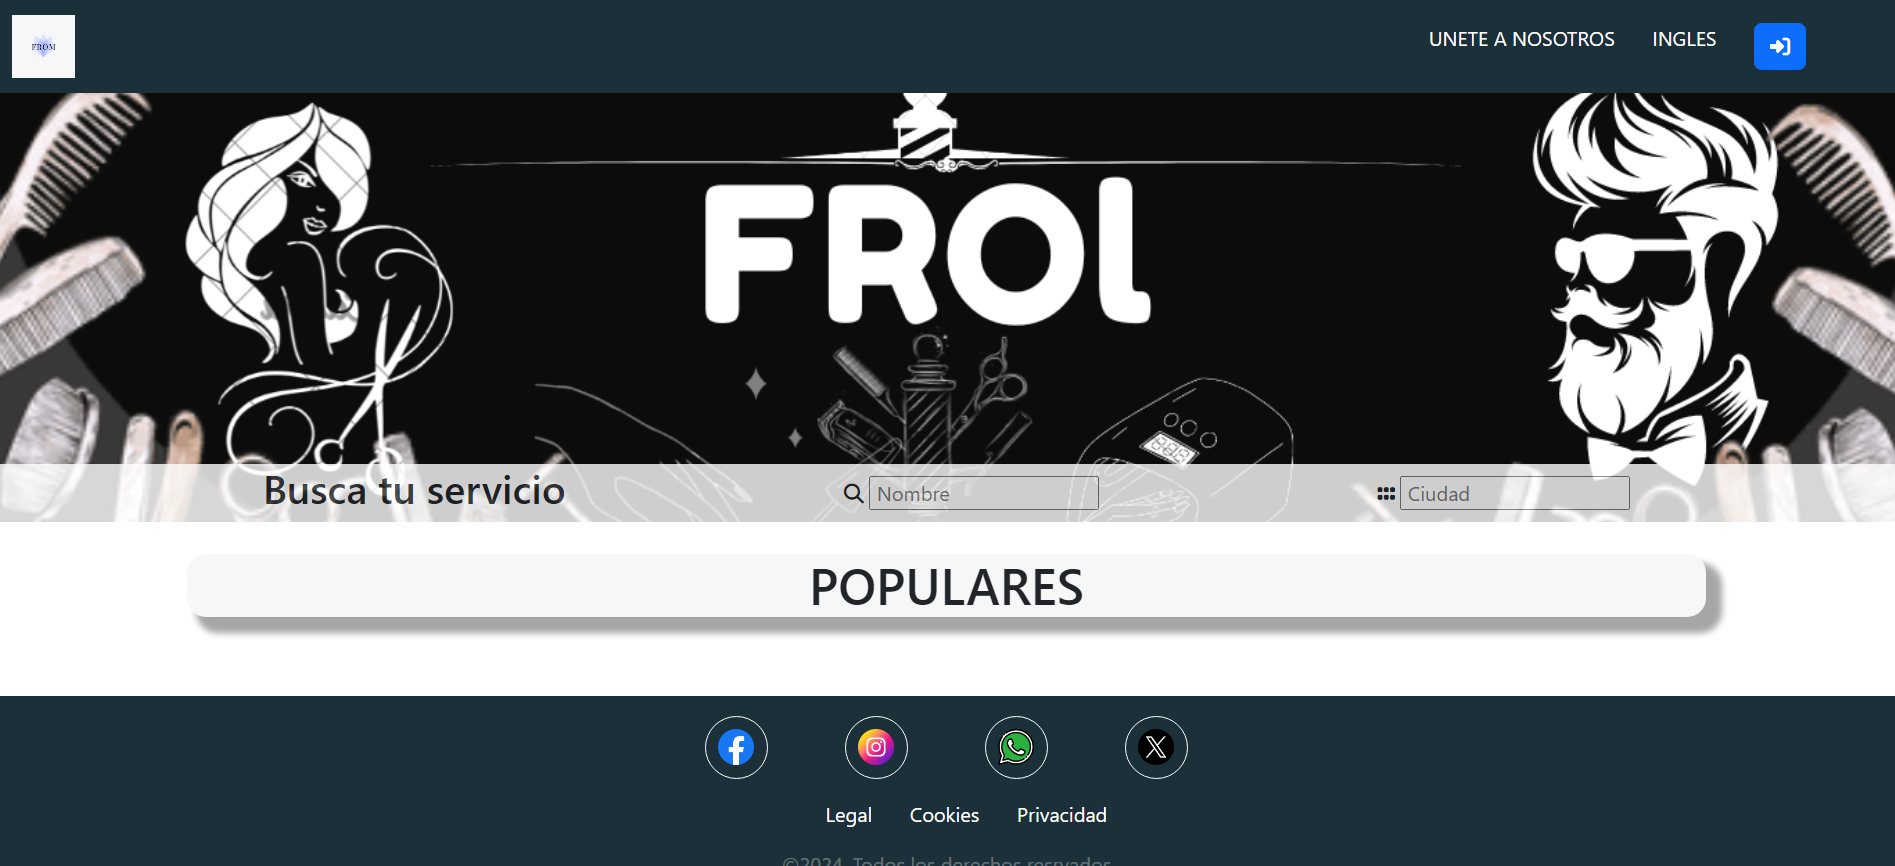 FROM
UNETE A NOSOTROS
INGLES
FROL
Busca tu servicio
Nombre
Ciudad
POPULARES
Legal
Cookies
Privacidad
©2024. Todos los derechos resrvados